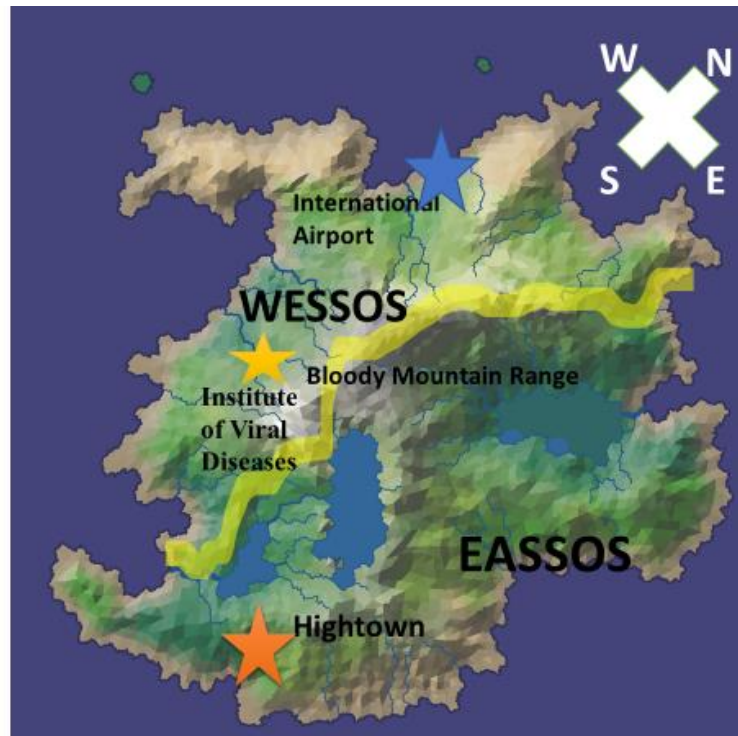 W N
S E
International
Airport
WESSOS
Bloody Mountain Range
Institute
of Viral
Diseases
EASSOS
Hightown